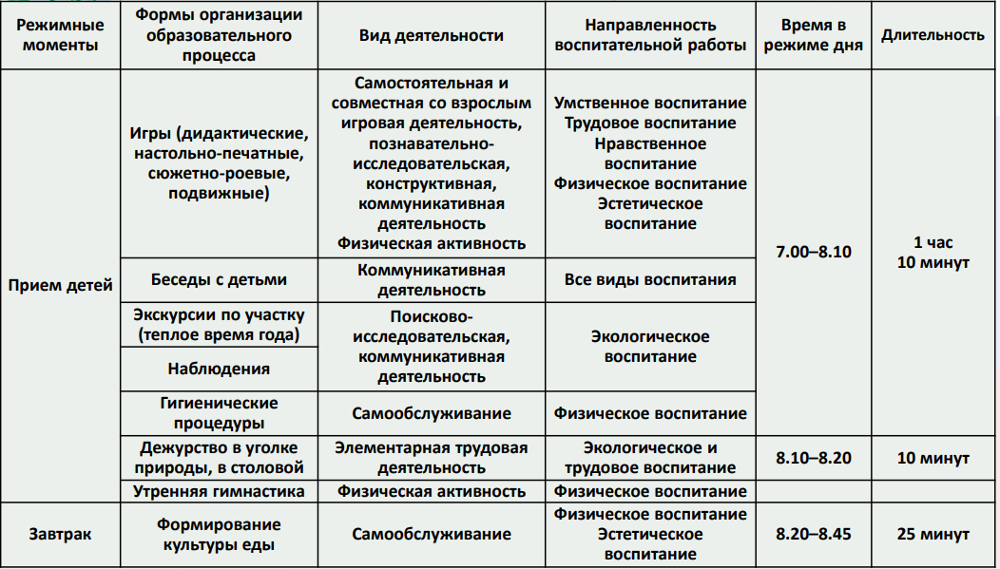 Режимные
моменты
Формы организации
образовательного
процесса
Вид деятельности
Направленность
воспитательной работы
Время в
режиме дня
Длительность
Прием детей
Игры (дидактические,
настольно-печатные,
сюжетно-роевые,
подвижные)
Самостоятельная и
совместная со взрослым
игровая деятельность,
познавательно-
исследовательская,
конструктивная,
коммуникативная
деятельность
Физическая активность
Умственное воспитание
Трудовое воспитание
Нравственное
воспитание
Физическое воспитание
Эстетическое
воспитание
7.00–8.10
1 час
10 минут
Беседы с детьми
Коммуникативная
деятельность
Все виды воспитания
Экскурсии по участку
(теплое время года)
Поисково-
исследовательская,
коммуникативная
деятельность
Экологическое
воспитание
Наблюдения
Гигиенические
процедуры
Самообслуживание
Физическое воспитание
Дежурство в уголке
природы, в столовой
Элементарная трудовая
деятельность
Экологическое и
трудовое воспитание
8.10–8.20
10 минут
Утренняя гимнастика
Физическая активность
Физическое воспитание
Завтрак
Формирование
культуры еды
Самообслуживание
Физическое воспитание
Эстетическое
воспитание
8.20–8.45
25 минут